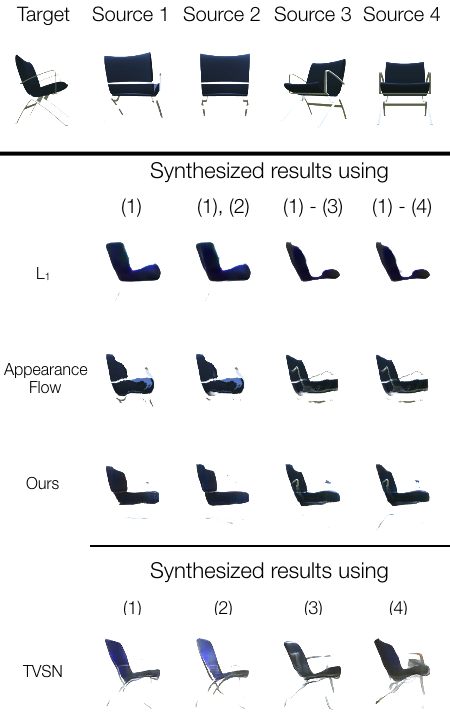 Target Source 1 Source 2 Source 3 Source 4
Synthesized results using
(1) (1), (2) (1) - (3) (1) - (4)
L1
Appearance
Flow
Ours
Synthesized results using
(1) (2) (3) (4)
TVSN